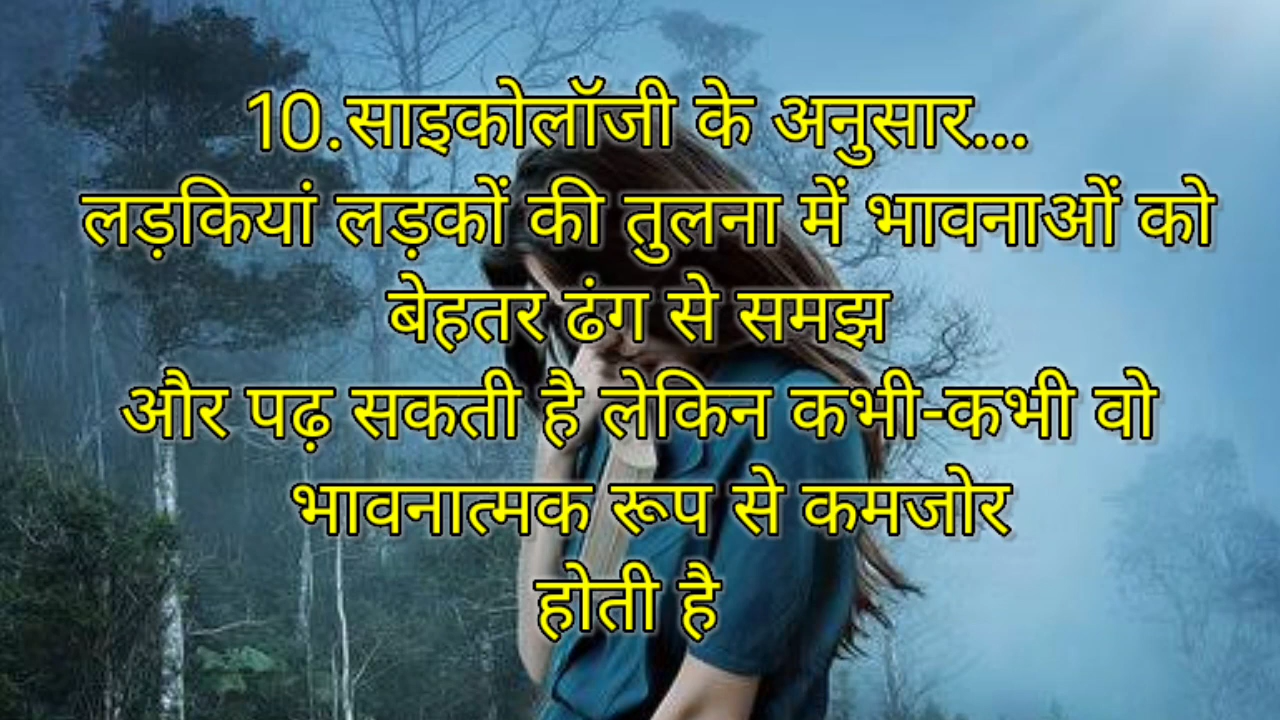 10.साइकोलॉजी के अनुसार...
लड़कियां लड़कों की तुलना में भावनाओं को
बेहतर ढंग से समझ
और पढ़ सकती है लेकिन कभी-कभी वो
भावनात्मक रूप से कमजोर
होती है